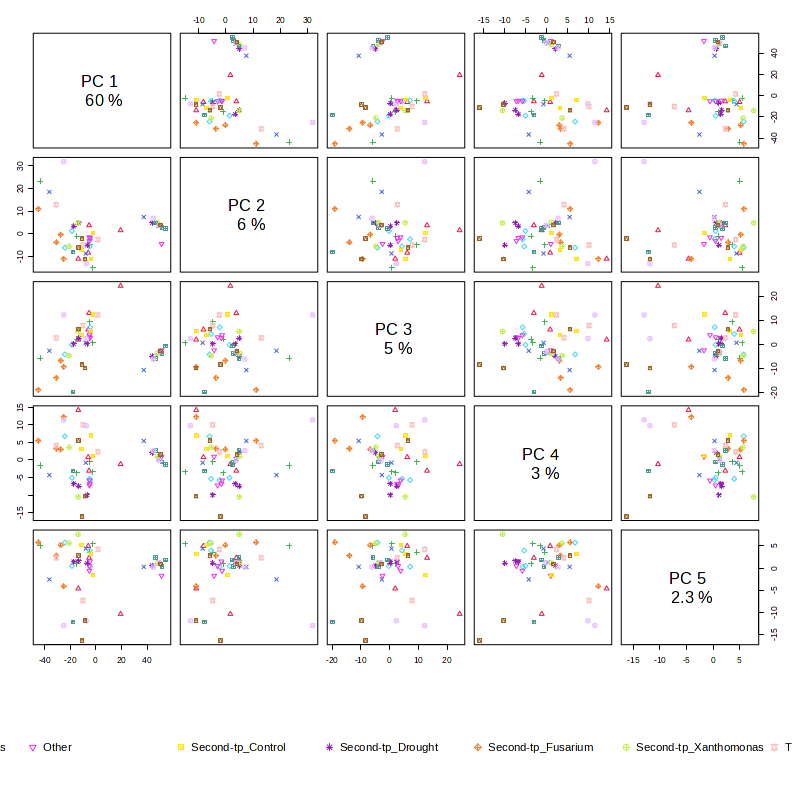 -10 0 10 20 30
-15 -10 -5 0 5 10 15
PC 1
60 %
-40 -20 0 20 40
-10 0 10 20 30
PC 2
6 %
PC 3
5 %
-20 -10 0 10 20
-15 -5 0 5 10 15
PC 4
3 %
PC 5
2.3 %
-15 -10 -5 0 5
-40 -20 0 20 40
-20 -10 0 10 20
-15 -10 -5 0 5
s Other Second-tp_Control Second-tp_Drought Second-tp_Fusarium Second-tp_Xanthomonas T